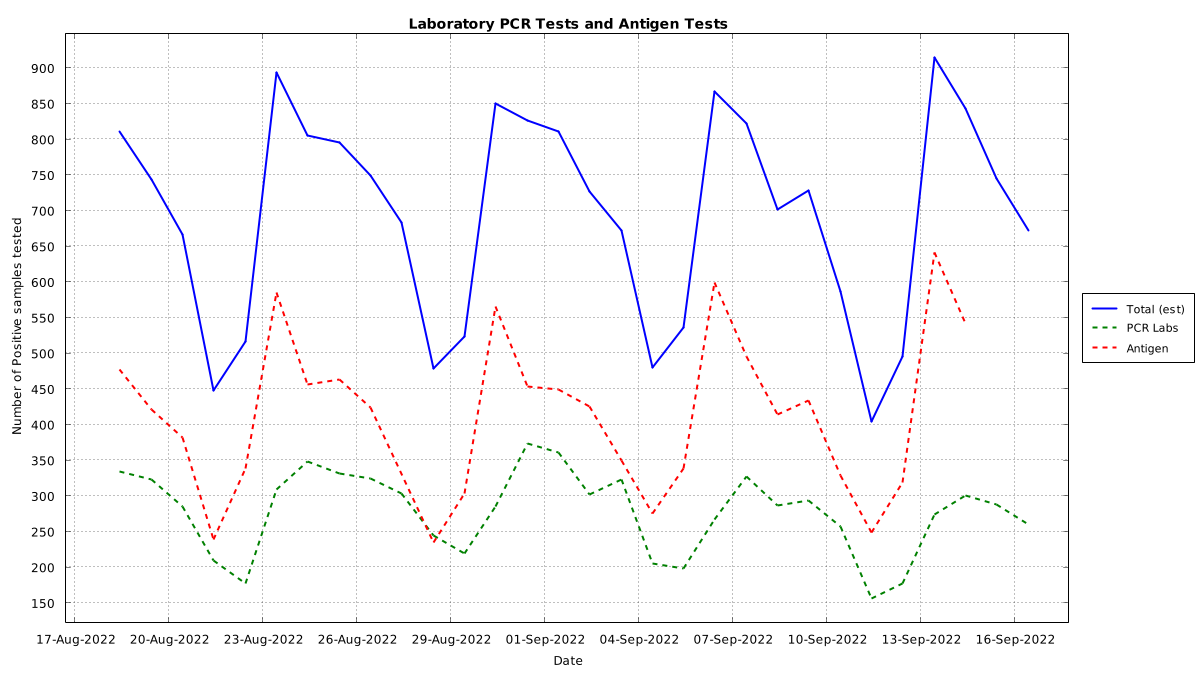 Laboratory PCR Tests and Antigen Tests
Number of Positive samples tested
900
850
800
750
700
650
600
550
500
450
400
350
300
250
200
150
17-Aug-2022 20-Aug-2022 23-Aug-2022 26-Aug-2022 29-Aug-2022 01-Sep-2022 04-Sep-2022 07-Sep-2022 10-Sep-2022 13-Sep-2022 16-Sep-2022
Date
Total (est)
PCR Labs
Antigen